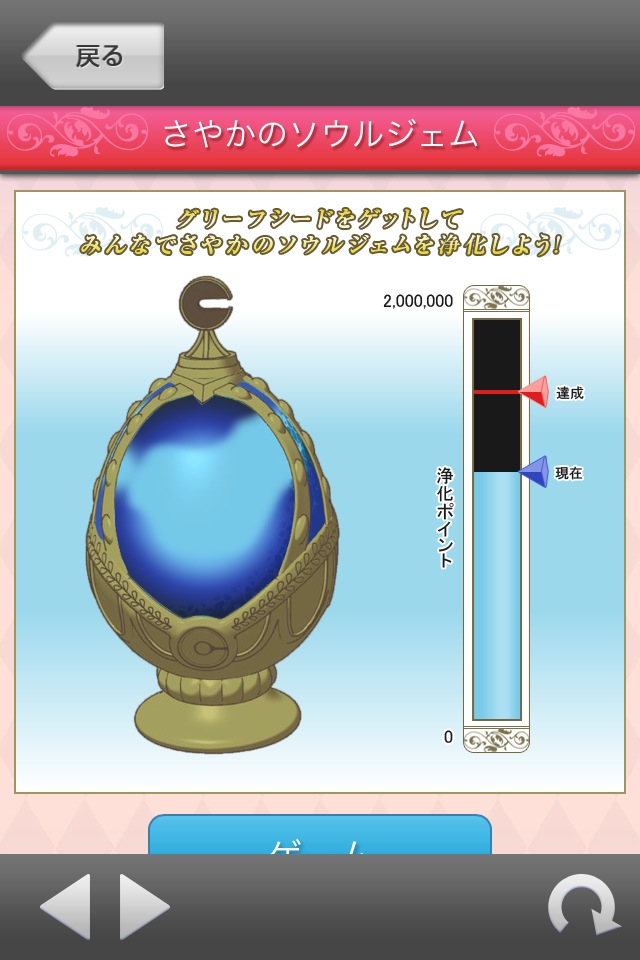 戻る
さやかのソウルジェム
グリーフシードをゲットして
みんなでさやかのソウルジェムを浄化しよう!
2,000,000
達成
現在
浄化ポイント
0
ゲーム